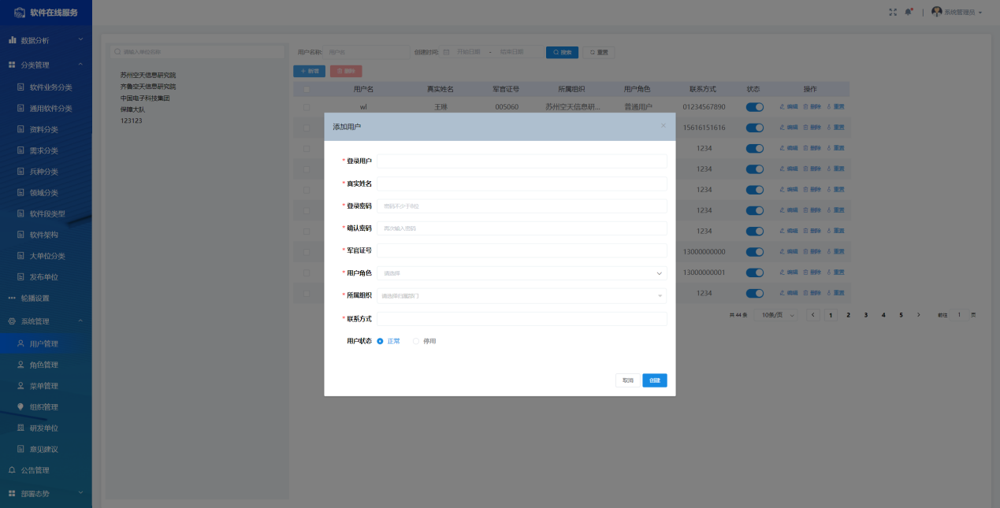 软件在线服务
系统管理员
数据分析
分类管理
软件业务分类
通用软件分类
资料分类
需求分类
兵种分类
领域分类
软件段类型
软件架构
大单位分类
发布单位
轮播设置
系统管理
用户管理
角色管理
菜单管理
组织管理
研发单位
意见建议
公告管理
部署态势
请输入单位名称
苏州空天信息研究院
齐鲁空天信息研究院
中国电子科技集团
保障大队
123123
用户名称: 用户名 创建时间: 开始日期 - 结束日期 搜索 重置
+ 新增 删除
用户名 真实姓名 军官证号 所属组织 用户角色 联系方式 状态 操作
wl 王琳 005060 苏州空天信息研... 普通用户 01234567890 编辑 删除 重置
15616151616 编辑 删除 重置
1234 编辑 删除 重置
1234 编辑 删除 重置
1234 编辑 删除 重置
1234 编辑 删除 重置
1234 编辑 删除 重置
13000000000 编辑 删除 重置
13000000001 编辑 删除 重置
1234 编辑 删除 重置
共 44 条 10条/页 1 2 3 4 5 前往 1 页
添加用户
* 登录用户
* 真实姓名
* 登录密码 密码不少于8位
* 确认密码 再次输入密码
* 军官证号
* 用户角色 请选择
* 所属组织 请选择归属部门
* 联系方式
用户状态 正常 停用
取消 创建